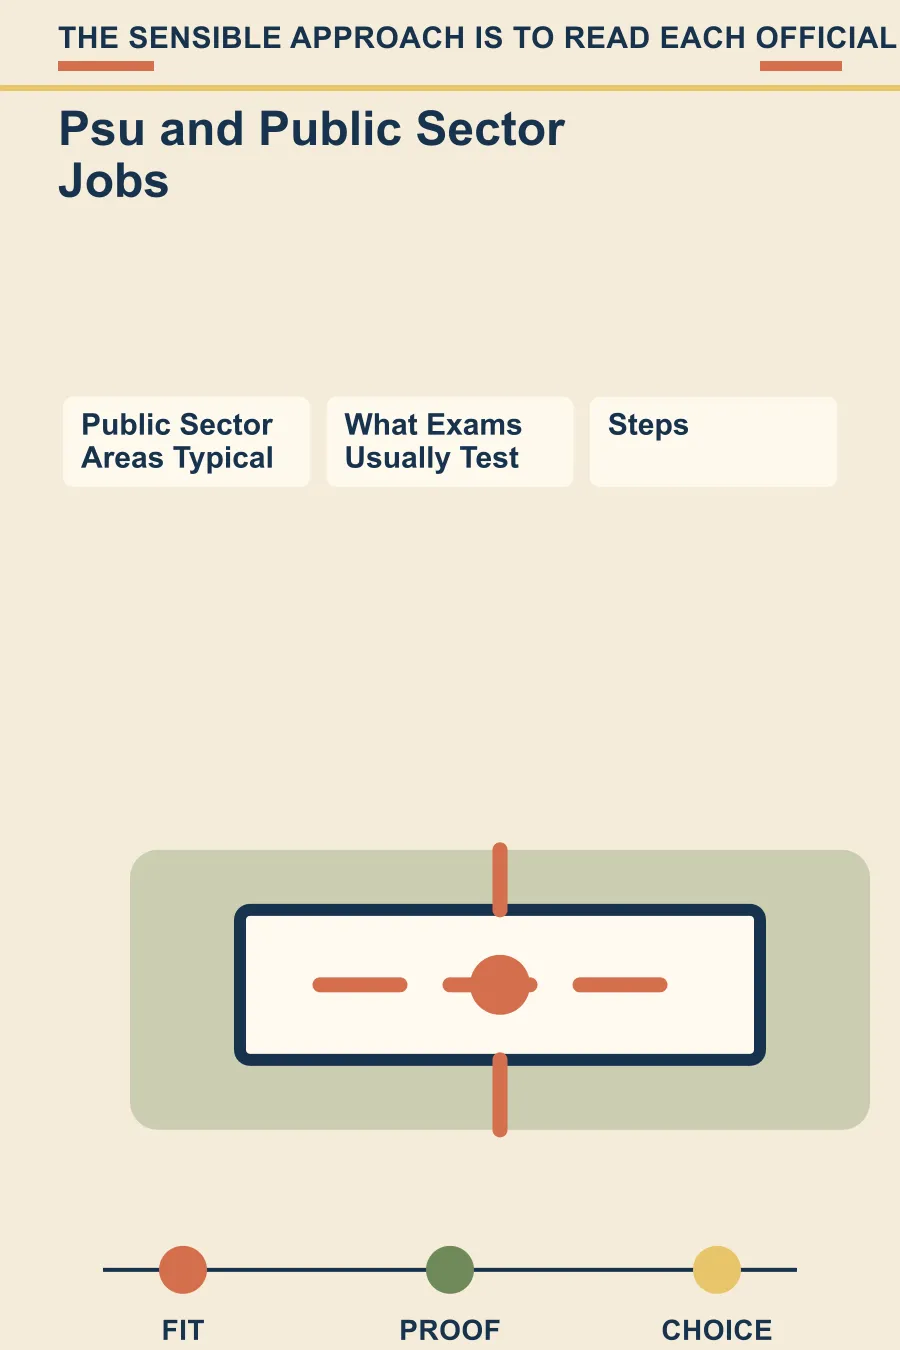 THE SENSIBLE APPROACH IS TO READ EACH OFFICIAL
Psu and Public Sector
Jobs
Public Sector
Areas Typical
What Exams
Usually Test
Steps
FIT
PROOF
CHOICE